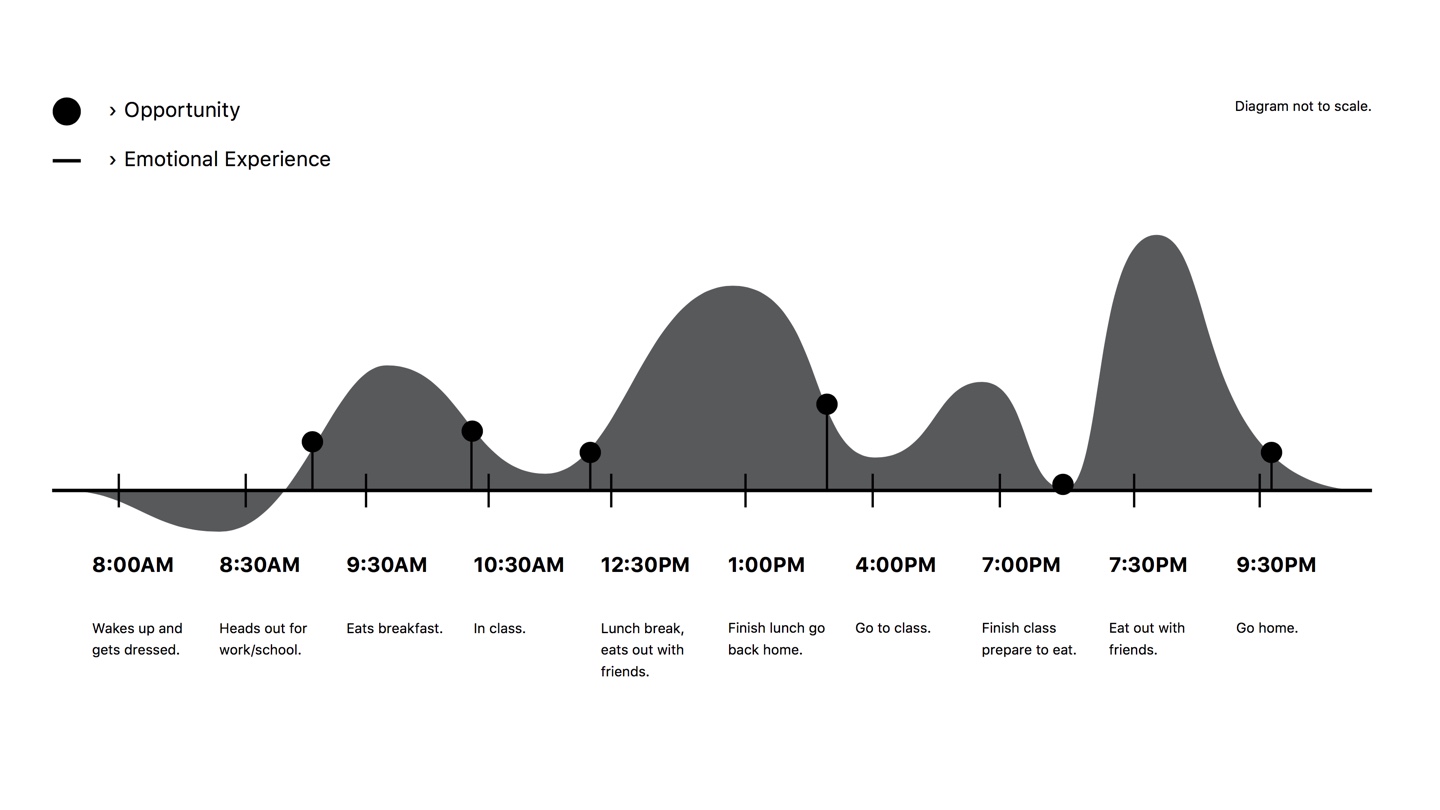 › Opportunity
Diagram not to scale.
› Emotional Experience
8:00AM
8:30AM
9:30AM
10:30AM
12:30PM
1:00PM
4:00PM
7:00PM
7:30PM
9:30PM
Wakes up and
gets dressed.
Heads out for
work/school.
Eats breakfast.
In class.
Lunch break,
eats out with
friends.
Finish lunch go
back home.
Go to class.
Finish class
prepare to eat.
Eat out with
friends.
Go home.